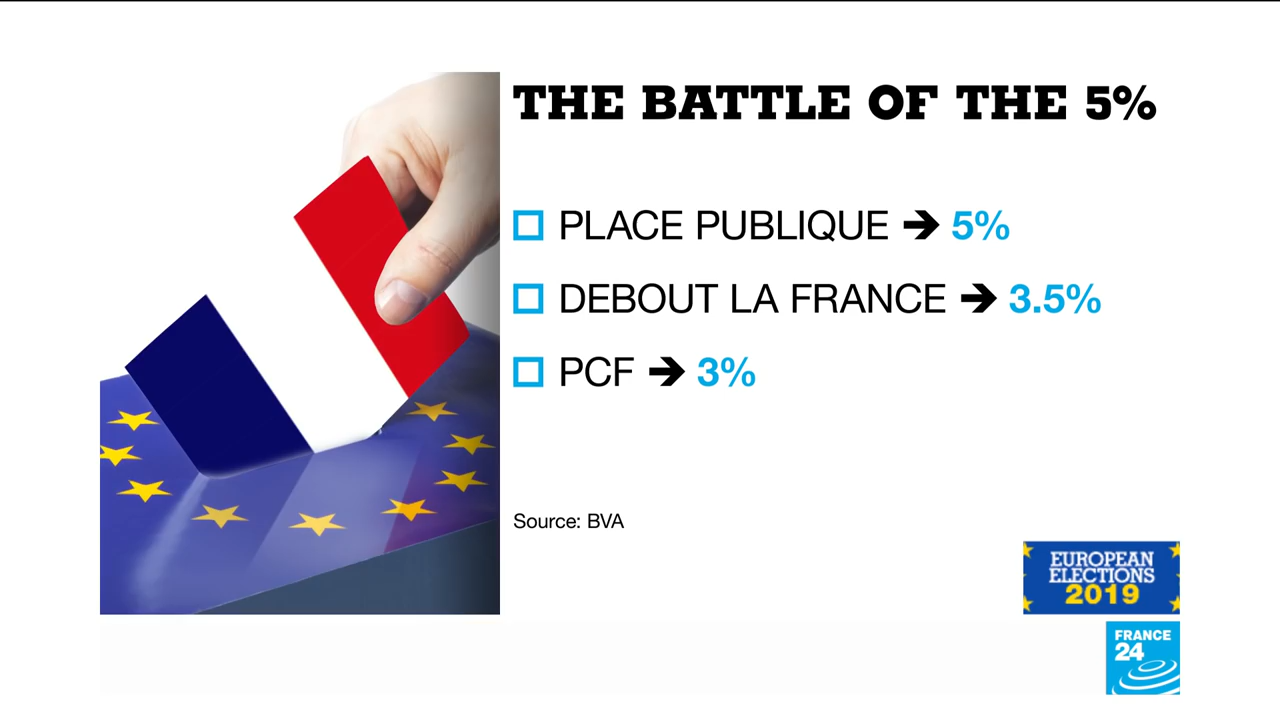 THE BATTLE OF THE 5%
PLACE PUBLIQUE ➔ 5%
DEBOUT LA FRANCE ➔ 3.5%
PCF ➔ 3%
Source: BVA
EUROPEAN
ELECTIONS
2019
FRANCE
24